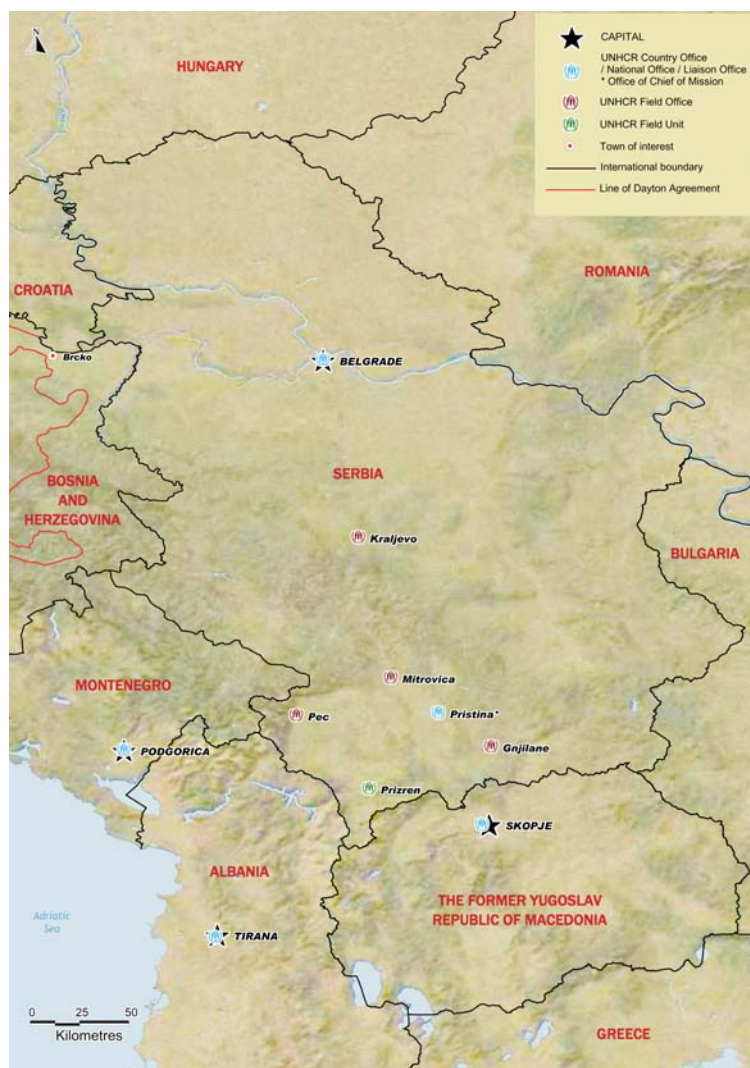 N
CAPITAL
UNHCR Country Office
/ National Office / Liaison Office
* Office of Chief of Mission
UNHCR Field Office
UNHCR Field Unit
Town of interest
International boundary
Line of Dayton Agreement
HUNGARY
ROMANIA
CROATIA
Brcko
BELGRADE
SERBIA
BOSNIA
AND
HERZEGOVINA
Kraljevo
BULGARIA
MONTENEGRO
Mitrovica
Pec
Pristina*
Gnjilane
PODGORICA
Prizren
SKOPJE
ALBANIA
THE FORMER YUGOSLAV
REPUBLIC OF MACEDONIA
Adriatic
Sea
TIRANA
0 25 50
Kilometres
GREECE